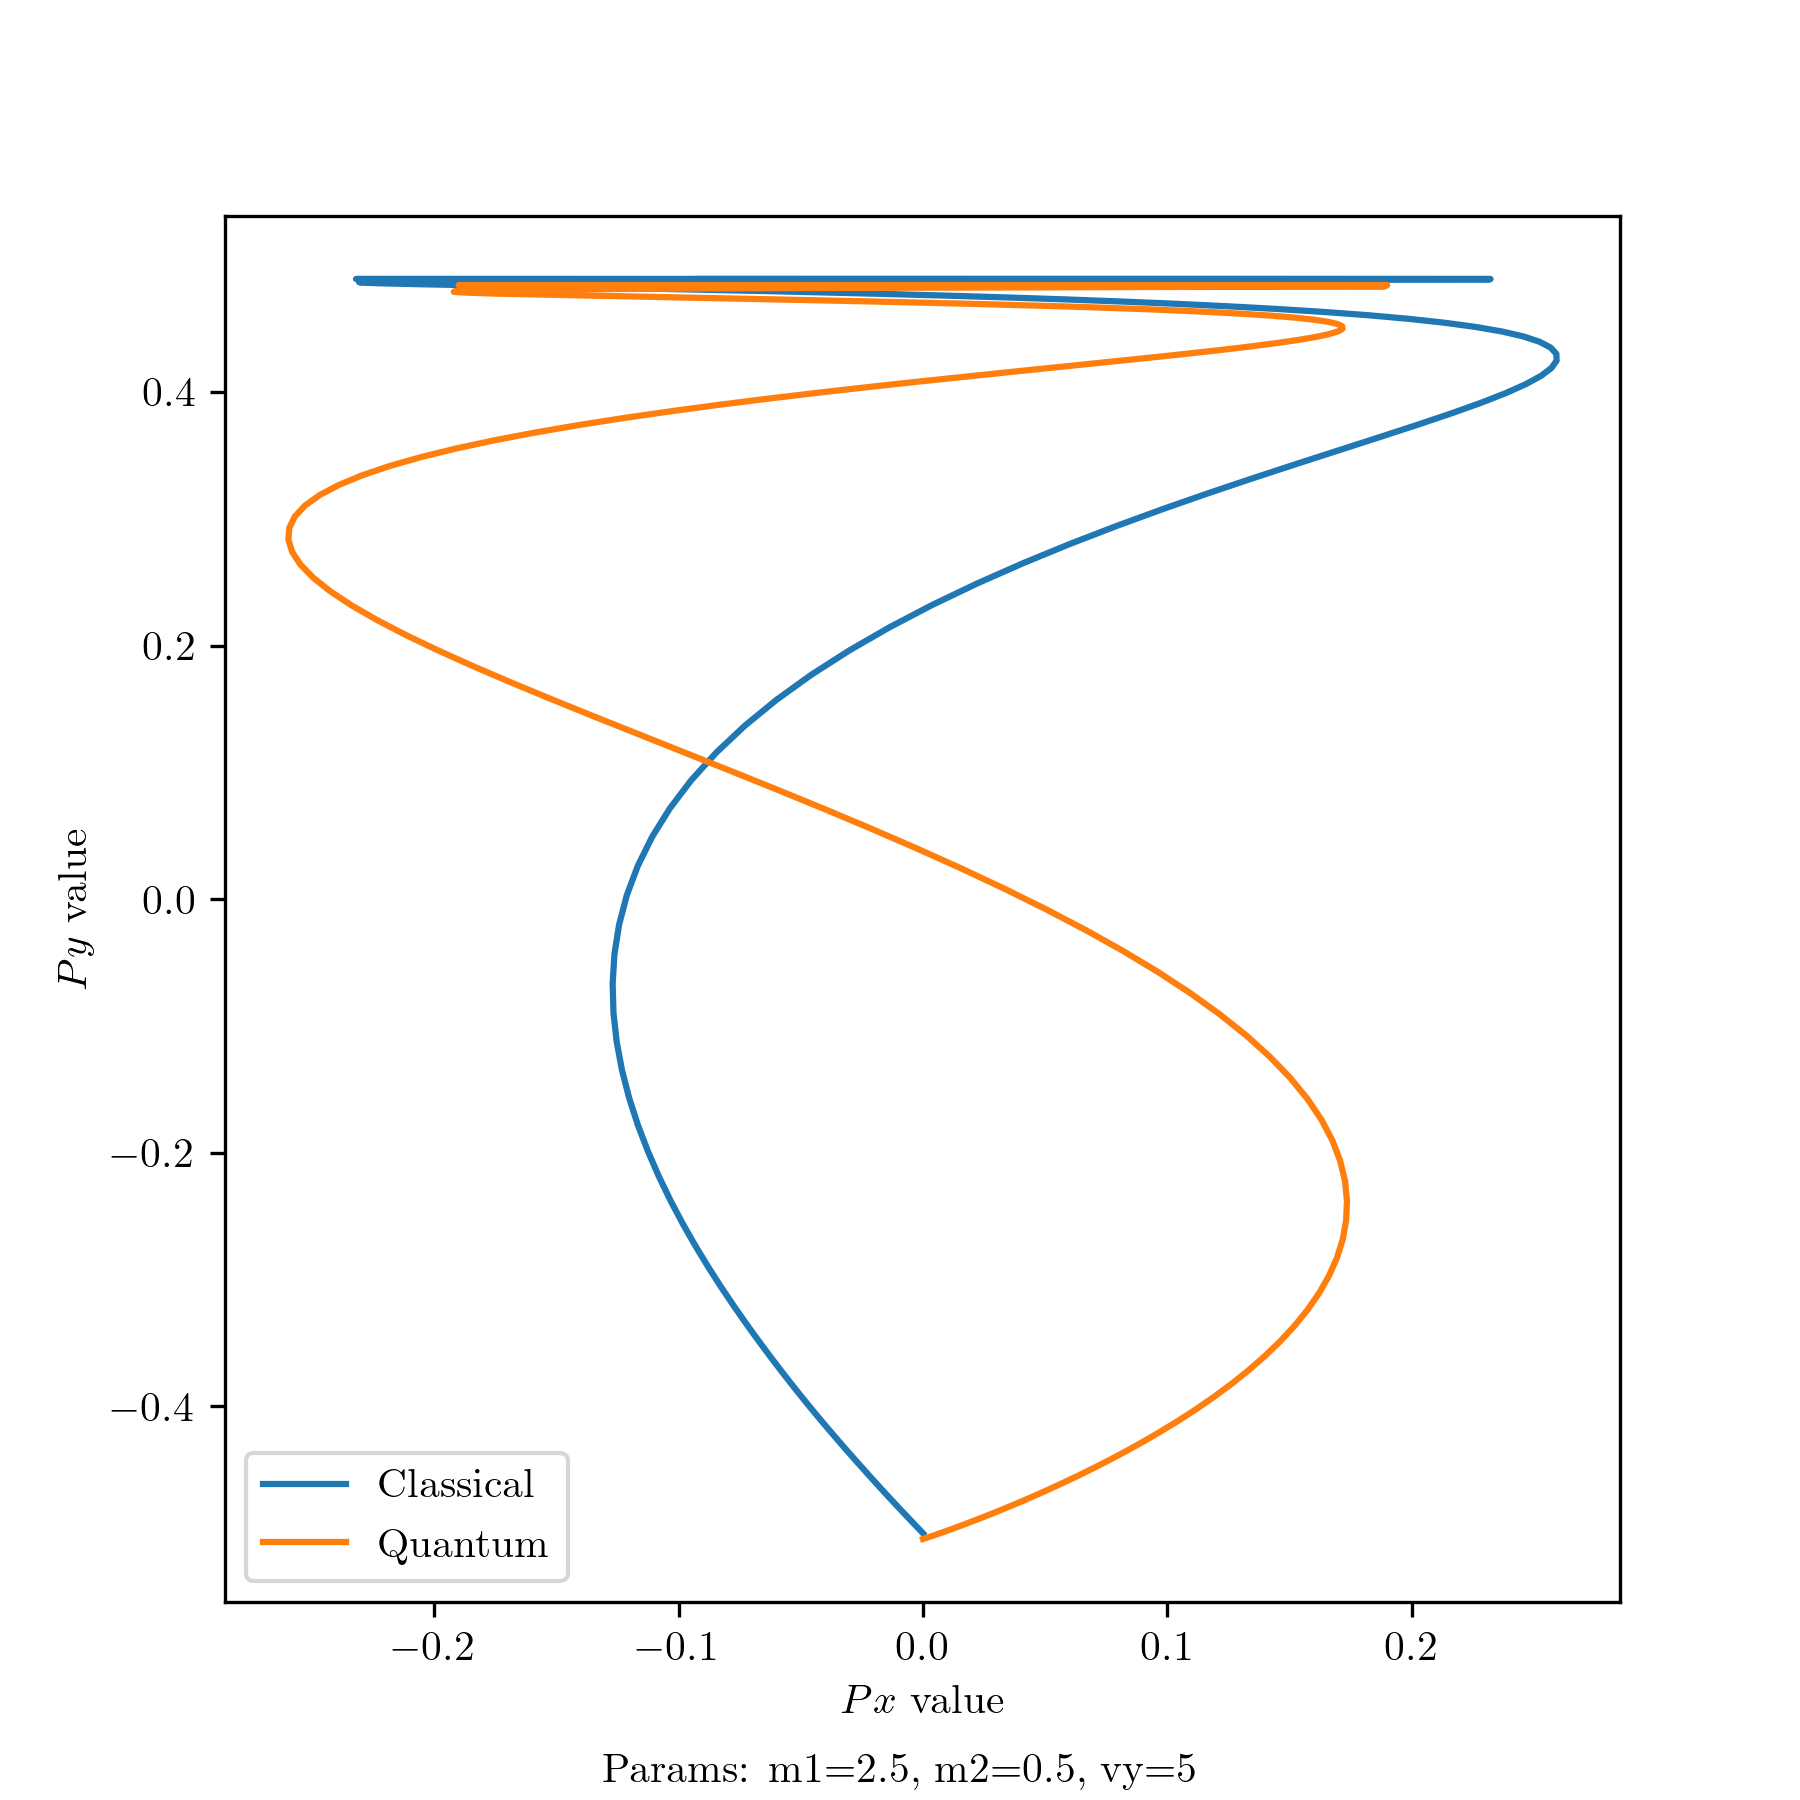 0.4
0.2
0.0
−0.2
−0.4
Py value
Classical
Quantum
−0.2 −0.1 0.0 0.1 0.2
Px value
Params: m1=2.5, m2=0.5, vy=5